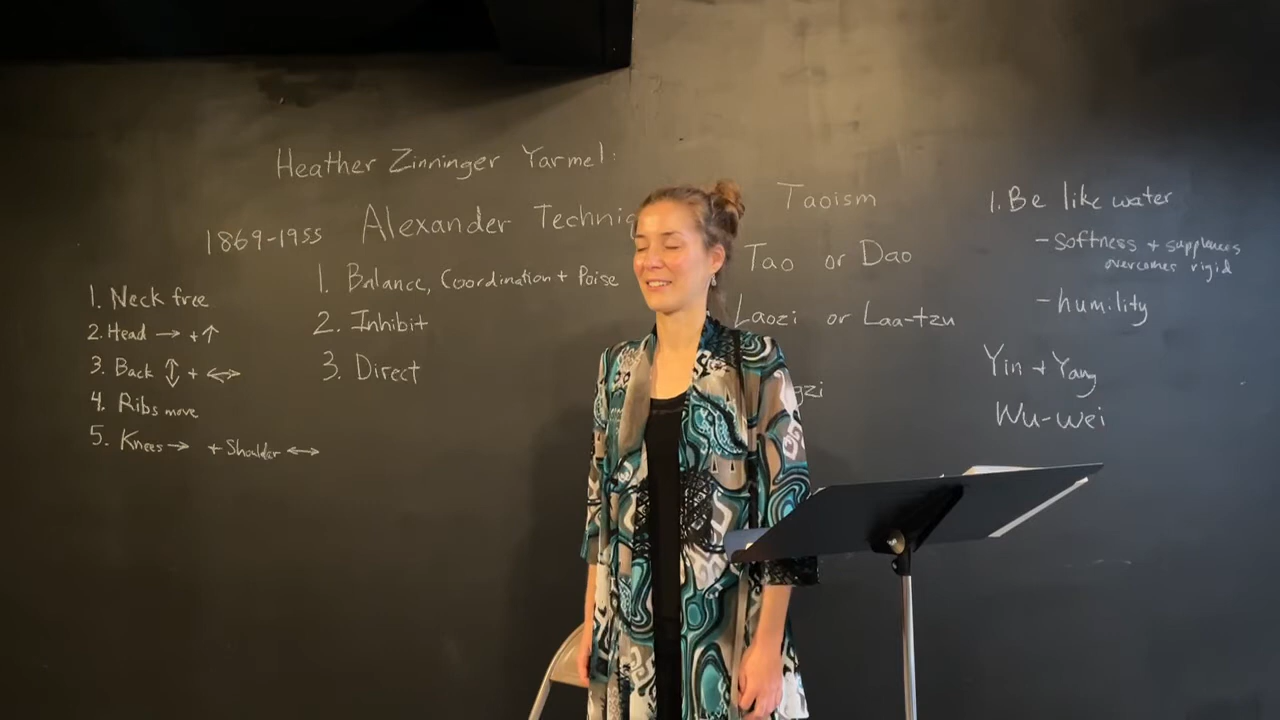 Heather Zinninger Yarmel:
1869-1955 Alexander Techniq
1. Balance, Coordination + Poise
2. Inhibit
3. Direct
1. Neck free
2. Head → + ↑
3. Back ↕ + ↔
4. Ribs move
5. Knees → + Shoulder ↔
Taoism
Tao or Dao
Laozi or Laa-tzu
gzi
1. Be like water
- softness + suppleness
overcomes rigid
- humility
Yin + Yang
Wu-wei